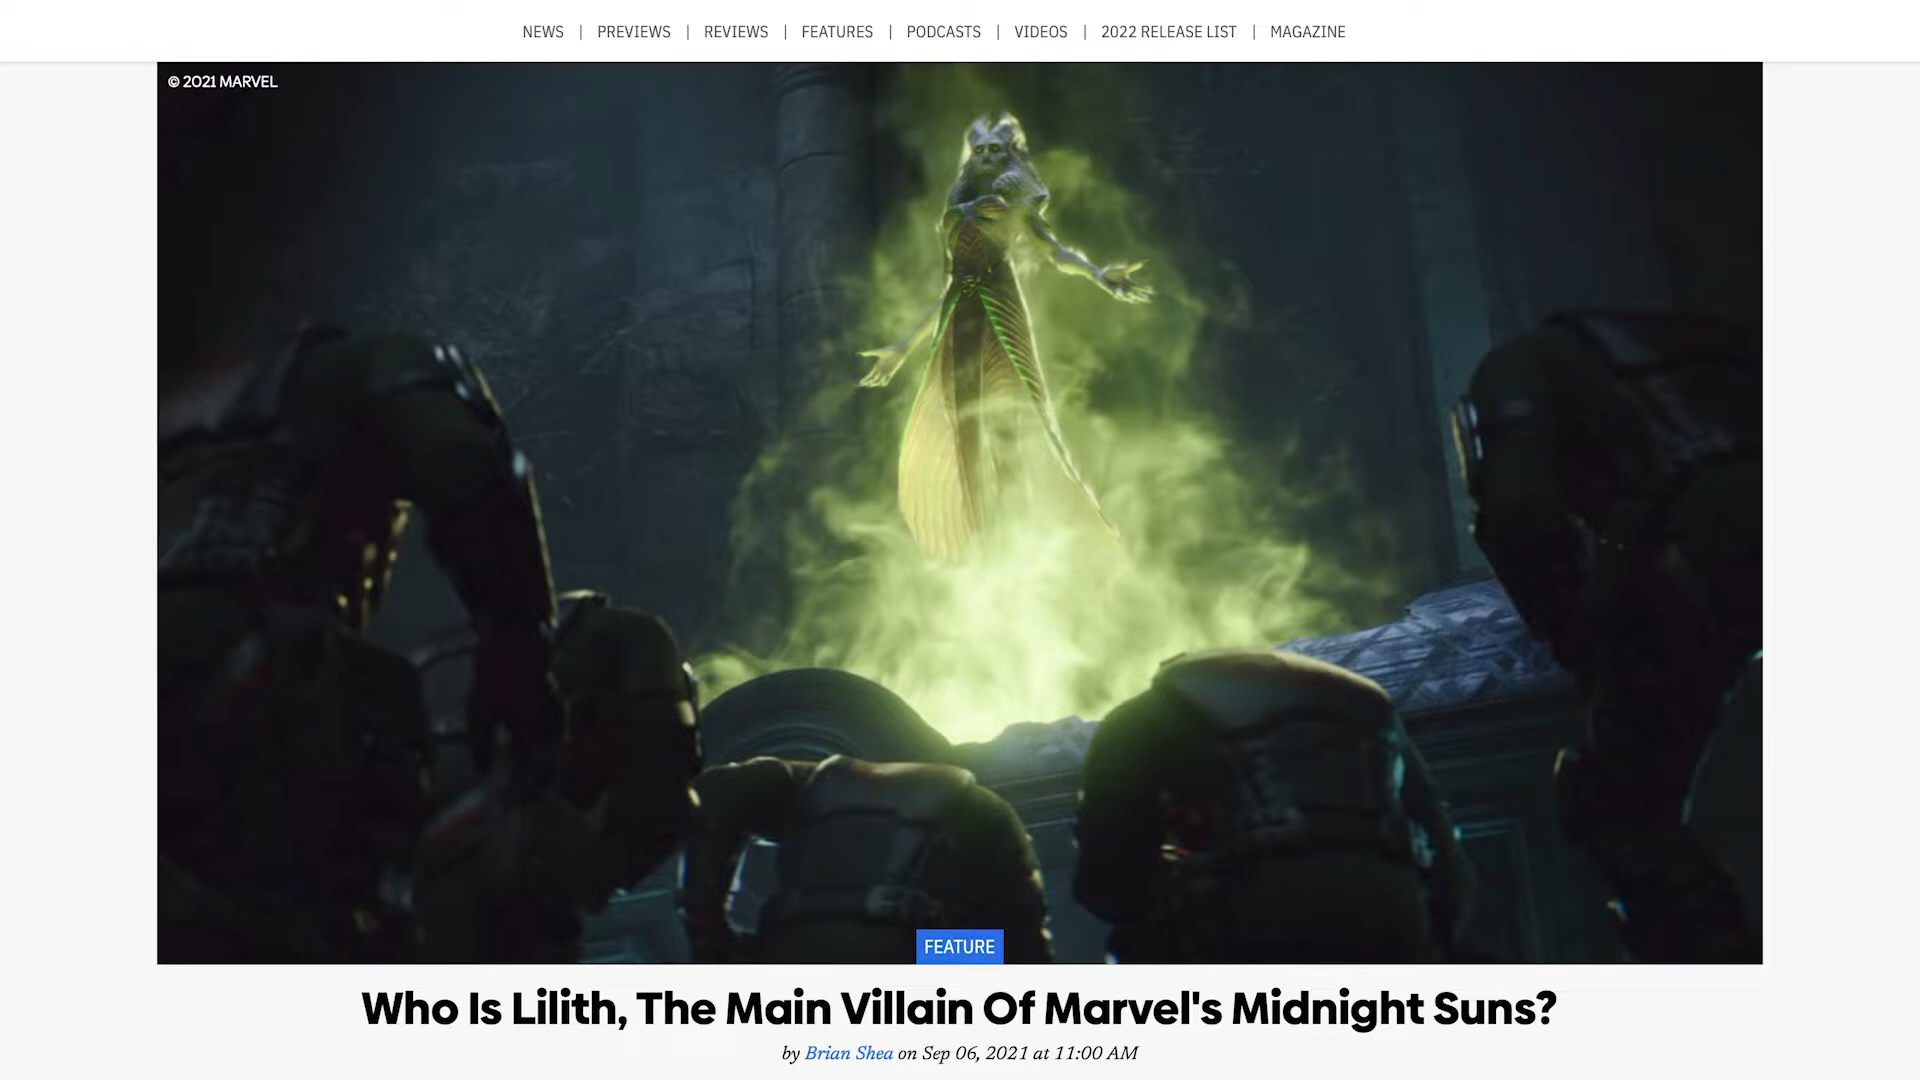 NEWS | PREVIEWS | REVIEWS | FEATURES | PODCASTS | VIDEOS | 2022 RELEASE LIST | MAGAZINE
© 2021 MARVEL
FEATURE
Who Is Lilith, The Main Villain Of Marvel's Midnight Suns?
by Brian Shea on Sep 06, 2021 at 11:00 AM